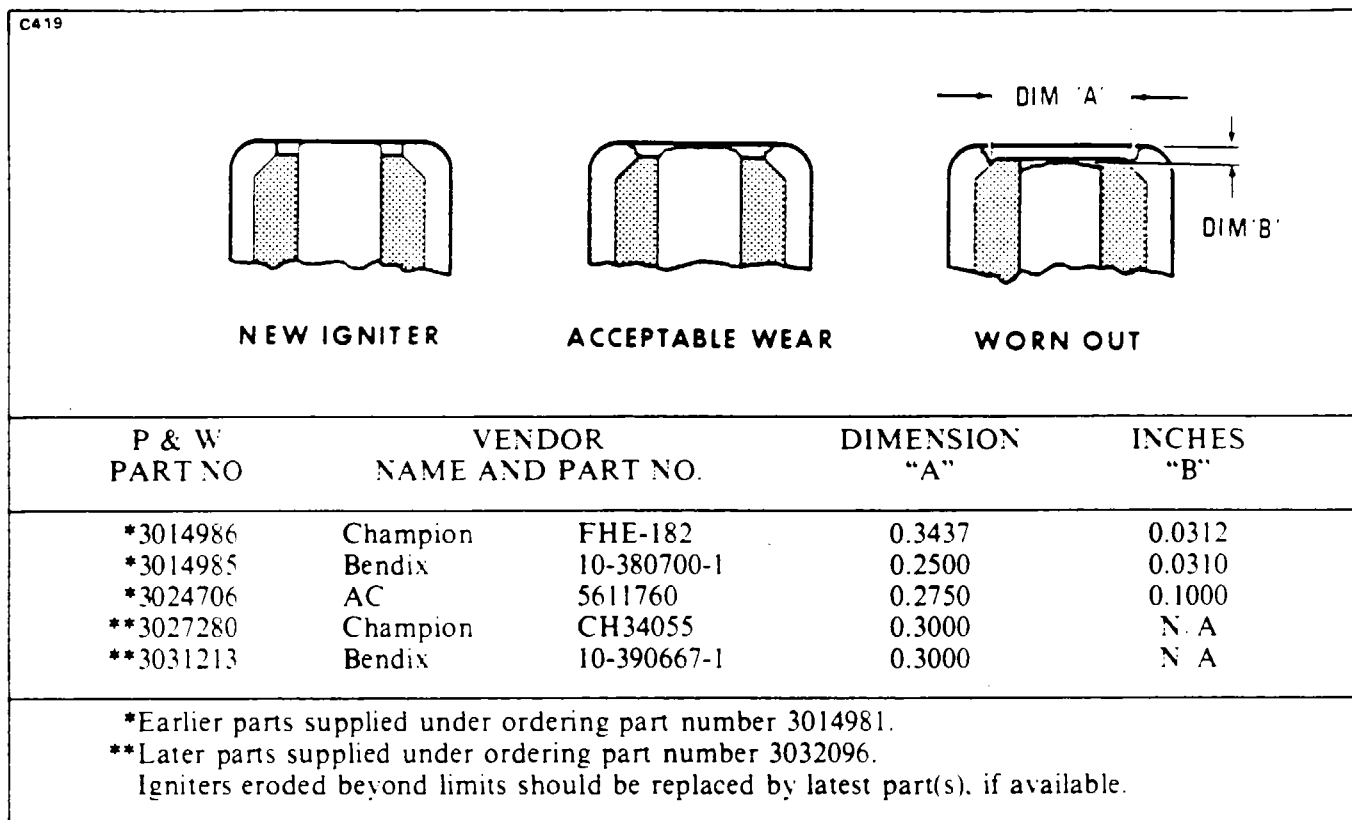 C419
DIM 'A'
DIM 'B'
NEW IGNITER
ACCEPTABLE WEAR
WORN OUT
P & W VENDOR DIMENSION INCHES
PART NO NAME AND PART NO. "A" "B"
*3014986 Champion FHE-182 0.3437 0.0312
*3014985 Bendix 10-380700-1 0.2500 0.0310
*3024706 AC 5611760 0.2750 0.1000
**3027280 Champion CH34055 0.3000 N. A
**3031213 Bendix 10-390667-1 0.3000 N A
*Earlier parts supplied under ordering part number 3014981.
**Later parts supplied under ordering part number 3032096.
Igniters eroded beyond limits should be replaced by latest part(s), if available.